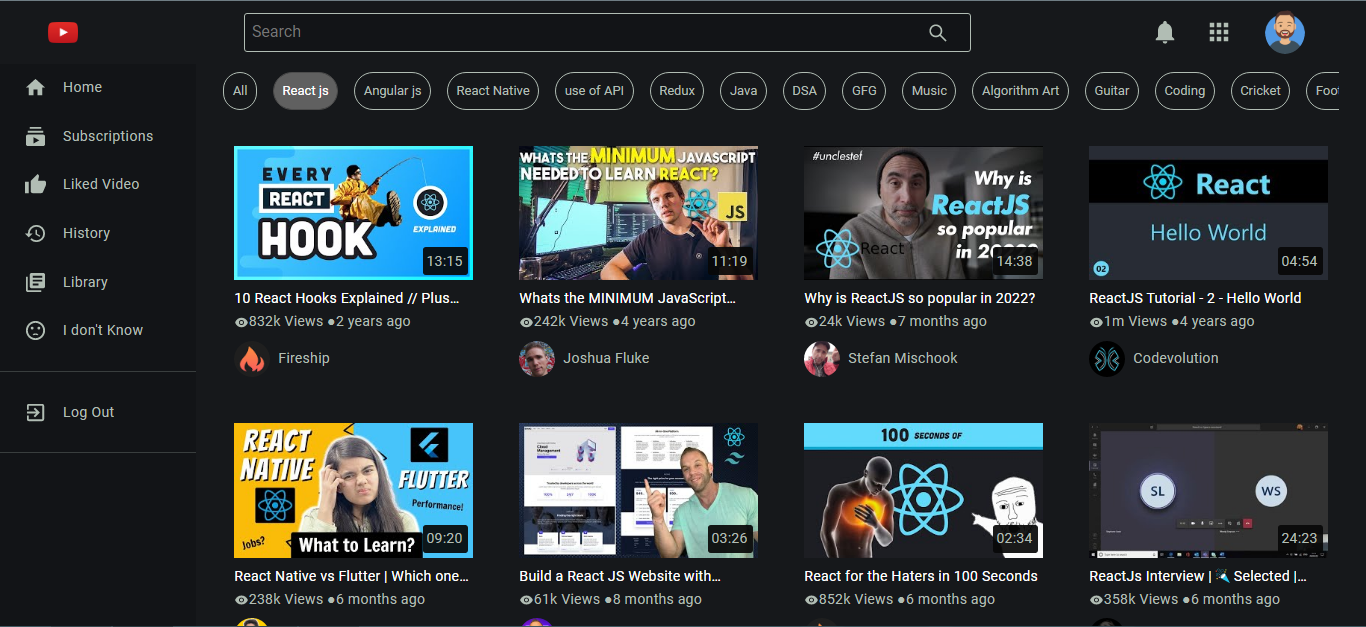 Search
Home
Subscriptions
Liked Video
History
Library
I don't Know
Log Out
All React js Angular js React Native use of API Redux Java DSA GFG Music Algorithm Art Guitar Coding Cricket Foot
EVERY
REACT
HOOK
EXPLAINED
13:15
10 React Hooks Explained // Plus...
832k Views ●2 years ago
Fireship
WHATS THE MINIMUM JAVASCRIPT
NEEDED TO LEARN REACT?
JS
11:19
Whats the MINIMUM JavaScript...
242k Views ●4 years ago
Joshua Fluke
#unclestef
Why is
ReactJS
so popular
in 2022?
React
14:38
Why is ReactJS so popular in 2022?
24k Views ●7 months ago
Stefan Mischook
React
Hello World
02
04:54
ReactJS Tutorial - 2 - Hello World
1m Views ●4 years ago
Codevolution
REACT
NATIVE
FLUTTER
Performance!
Jobs?
What to Learn?
09:20
React Native vs Flutter | Which one...
238k Views ●6 months ago
Cloud
Management
03:26
Build a React JS Website with...
61k Views ●8 months ago
100 SECONDS OF
02:34
React for the Haters in 100 Seconds
852k Views ●6 months ago
SL
WS
24:23
ReactJs Interview | Selected |...
358k Views ●6 months ago